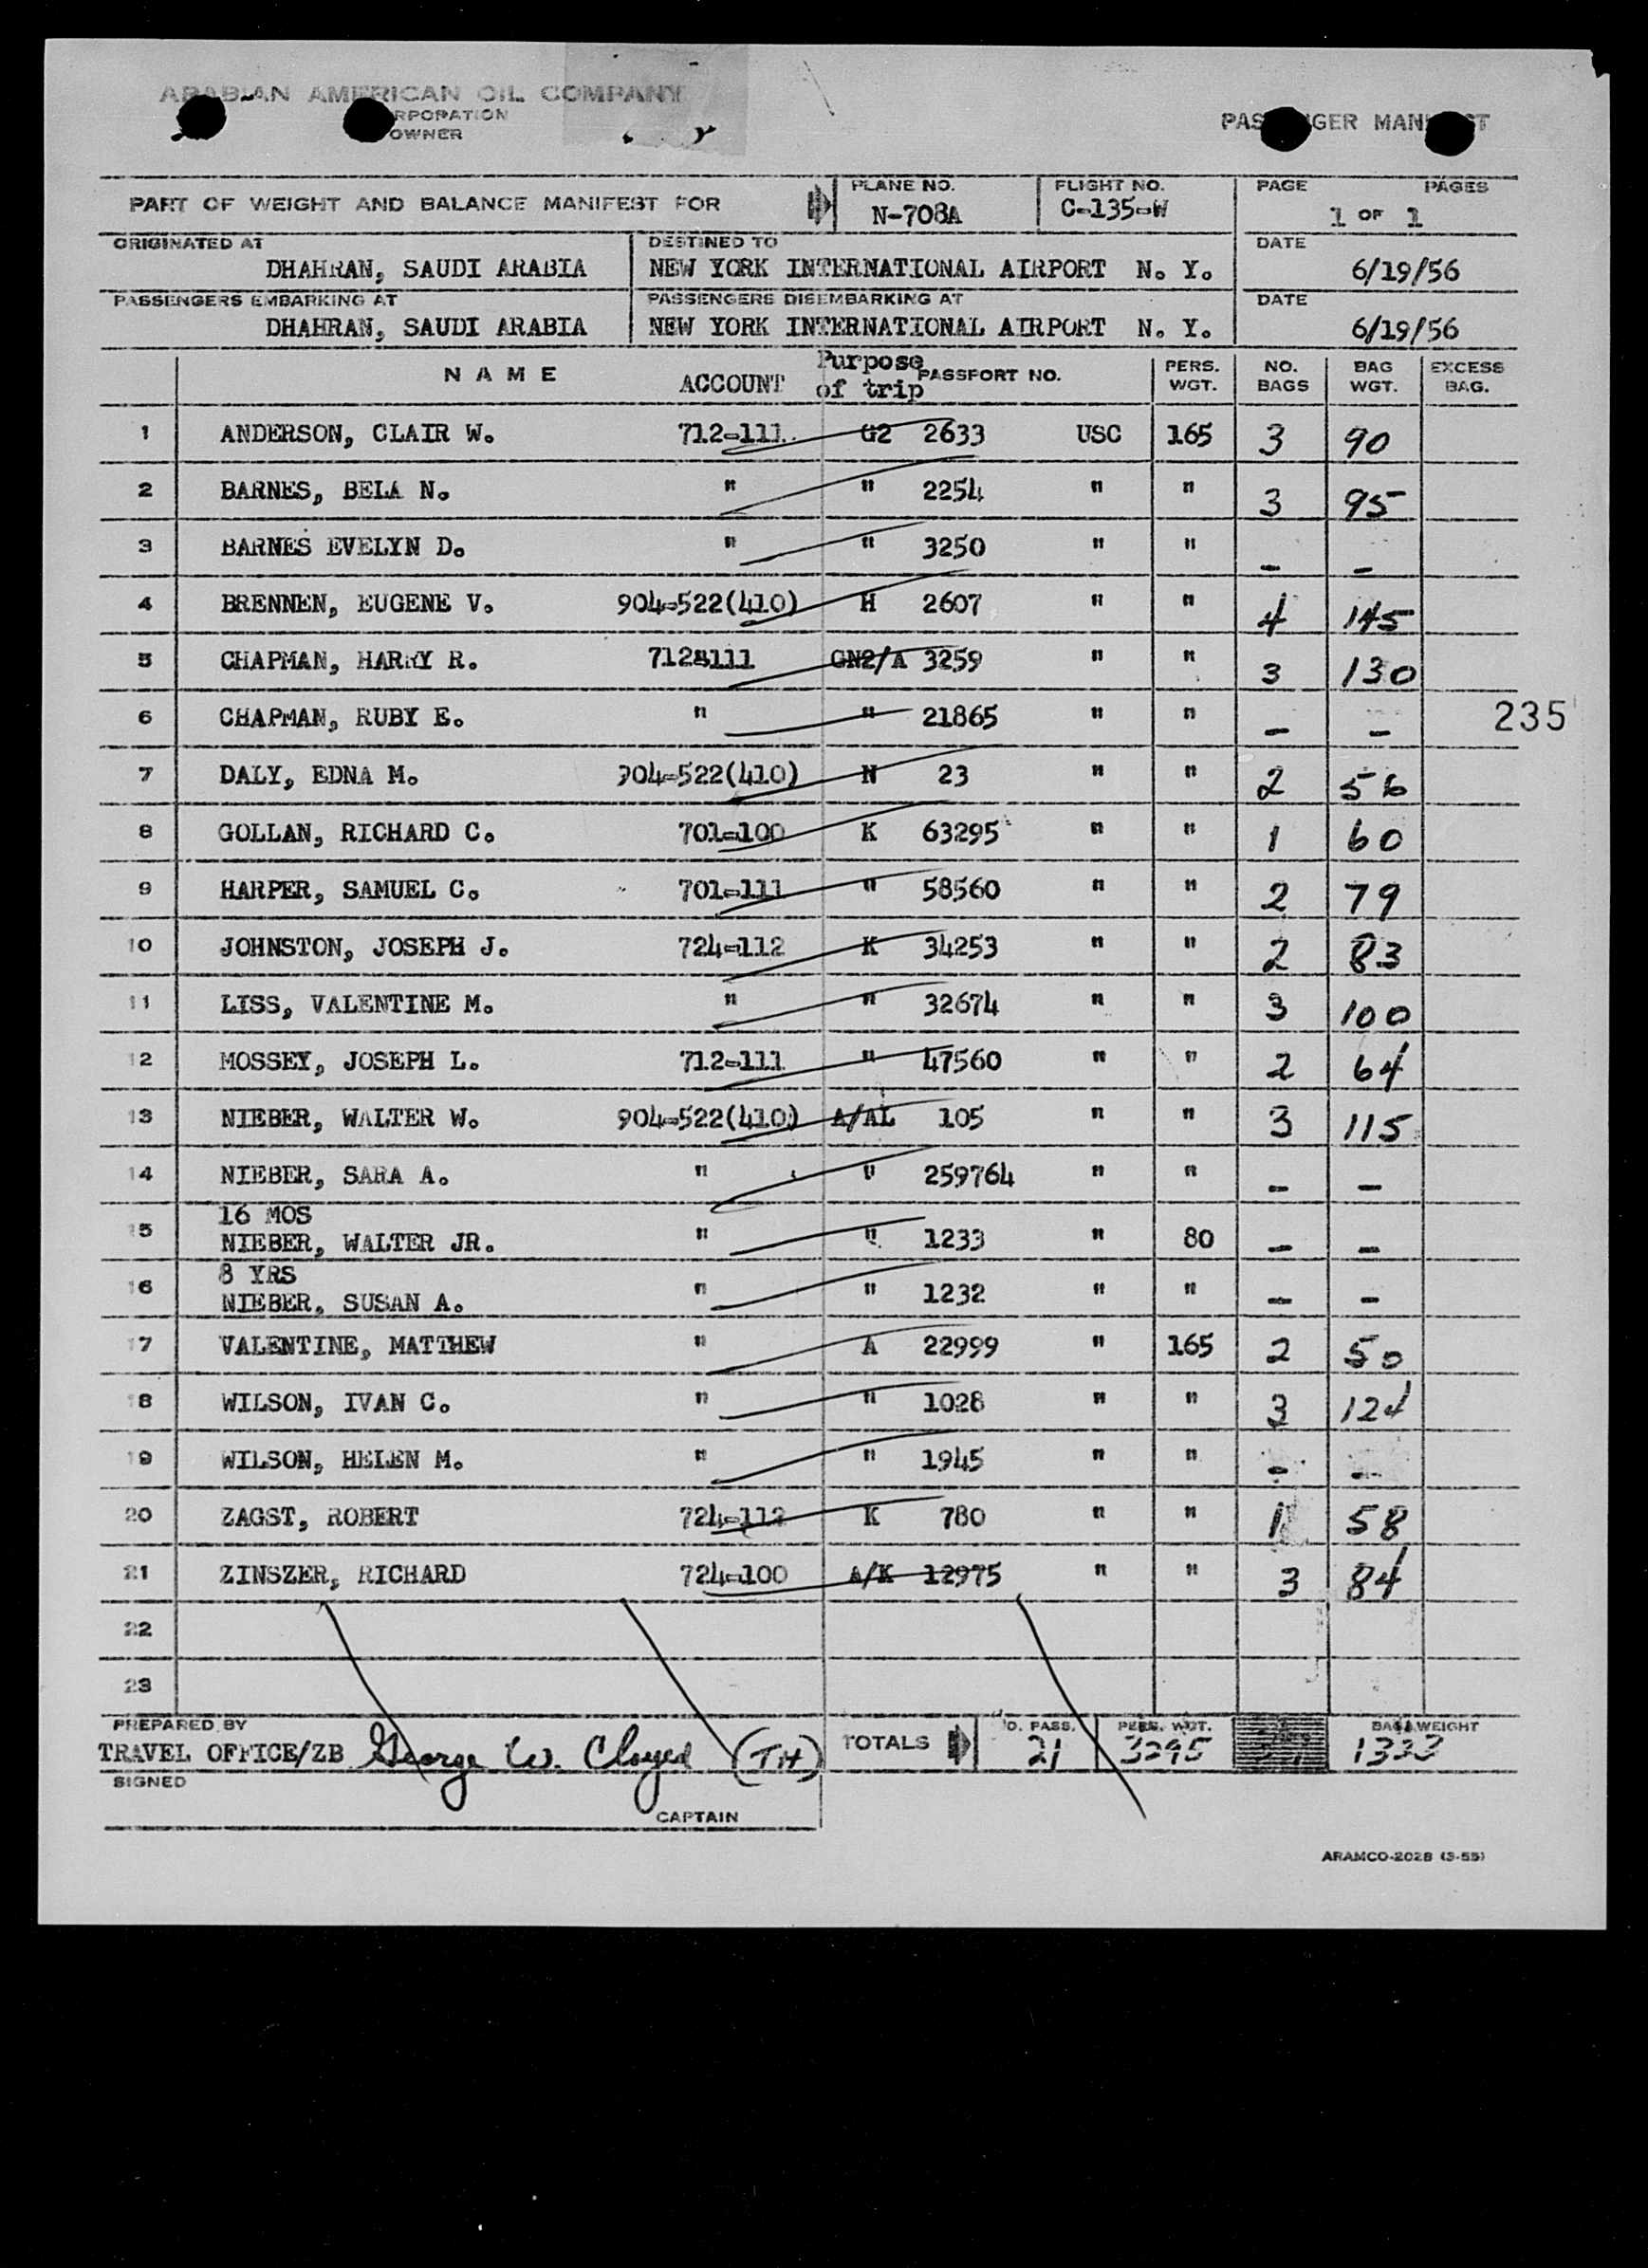 ARABIAN AMERICAN OIL COMPANY
RPORATION
OWNER
PASSENGER MANIFEST
PART OF WEIGHT AND BALANCE MANIFEST FOR PLANE NO. N-708A FLIGHT NO. C-135-W PAGE 1 OF 1 PAGES
ORIGINATED AT DHAHRAN, SAUDI ARABIA DESTINED TO NEW YORK INTERNATIONAL AIRPORT N. Y. DATE 6/19/56
PASSENGERS EMBARKING AT DHAHRAN, SAUDI ARABIA PASSENGERS DISEMBARKING AT NEW YORK INTERNATIONAL AIRPORT N. Y. DATE 6/19/56
NAME ACCOUNT Purpose of trip PASSPORT NO. PERS. WGT. NO. BAGS BAG WGT. EXCESS BAG.
1 ANDERSON, CLAIR W. 712-111 G2 2633 USC 165 3 90
2 BARNES, BELA N. " " 2254 " " 3 95
3 BARNES EVELYN D. " " 3250 " " - -
4 BRENNEN, EUGENE V. 904-522(410) H 2607 " " 4 145
5 CHAPMAN, HARRY R. 712-111 GN2/A 3259 " " 3 130
6 CHAPMAN, RUBY E. " " 21865 " " - - 235
7 DALY, EDNA M. 904-522(410) N 23 " " 2 56
8 GOLLAN, RICHARD C. 701-100 K 63295 " " 1 60
9 HARPER, SAMUEL C. 701-111 " 58560 " " 2 79
10 JOHNSTON, JOSEPH J. 724-112 K 34253 " " 2 83
11 LISS, VALENTINE M. " " 32674 " " 3 100
12 MOSSEY, JOSEPH L. 712-111 " 47560 " " 2 64
13 NIEBER, WALTER W. 904-522(410) A/AL 105 " " 3 115
14 NIEBER, SARA A. " " 259764 " " - -
16 MOS
15 NIEBER, WALTER JR. " " 1233 " 80 - -
8 YRS
16 NIEBER, SUSAN A. " " 1232 " " - -
17 VALENTINE, MATTHEW " A 22999 " 165 2 50
18 WILSON, IVAN C. " " 1028 " " 3 124
19 WILSON, HELEN M. " " 1945 " " - -
20 ZAGST, ROBERT 724-112 K 780 " " 1 58
21 ZINSZER, RICHARD 724-100 A/K 12975 " " 3 84
22
23
PREPARED BY
TRAVEL OFFICE/ZB George W. Cloyed (TH) TOTALS NO. PASS. 21 PERS. WGT. 3295 BAG WEIGHT 1333
SIGNED
CAPTAIN
ARAMCO-2028 (3-55)